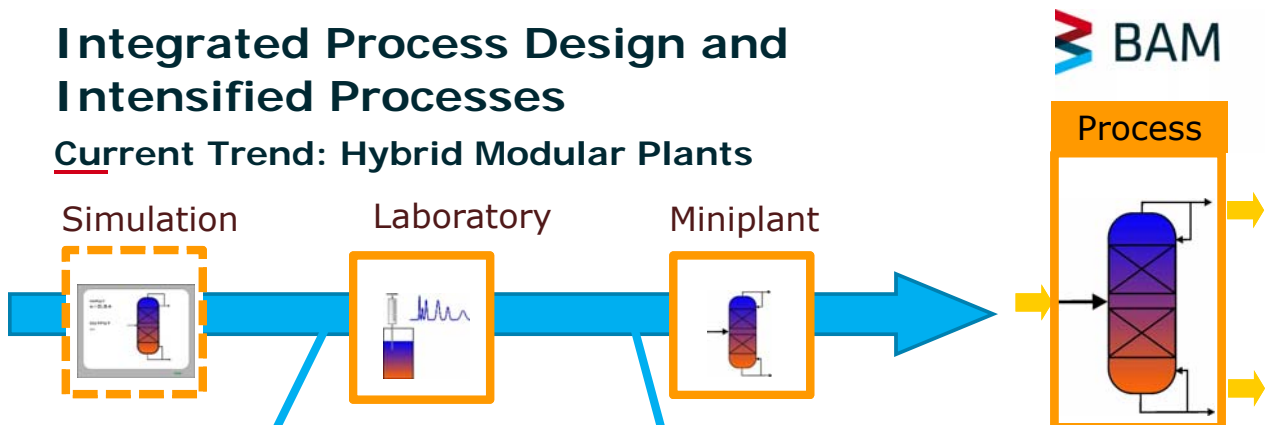 Integrated Process Design and
Intensified Processes
BAM
Current Trend: Hybrid Modular Plants
Process
Simulation
Laboratory
Miniplant